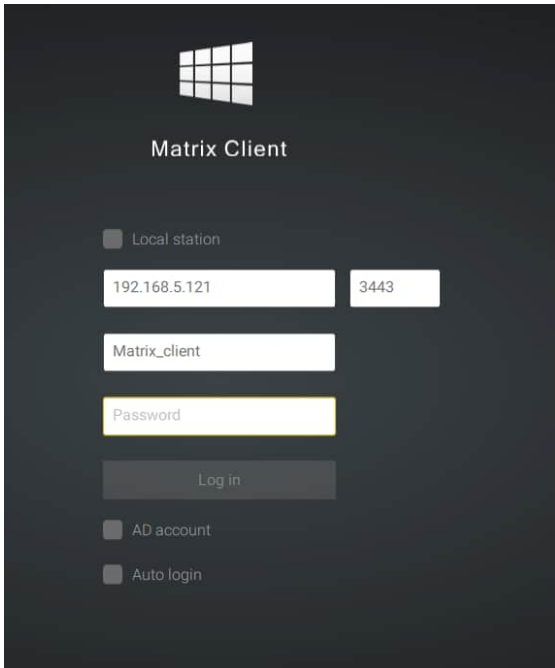 Matrix Client
Local station
192.168.5.121 3443
Matrix_client
Password
Log in
AD account
Auto login